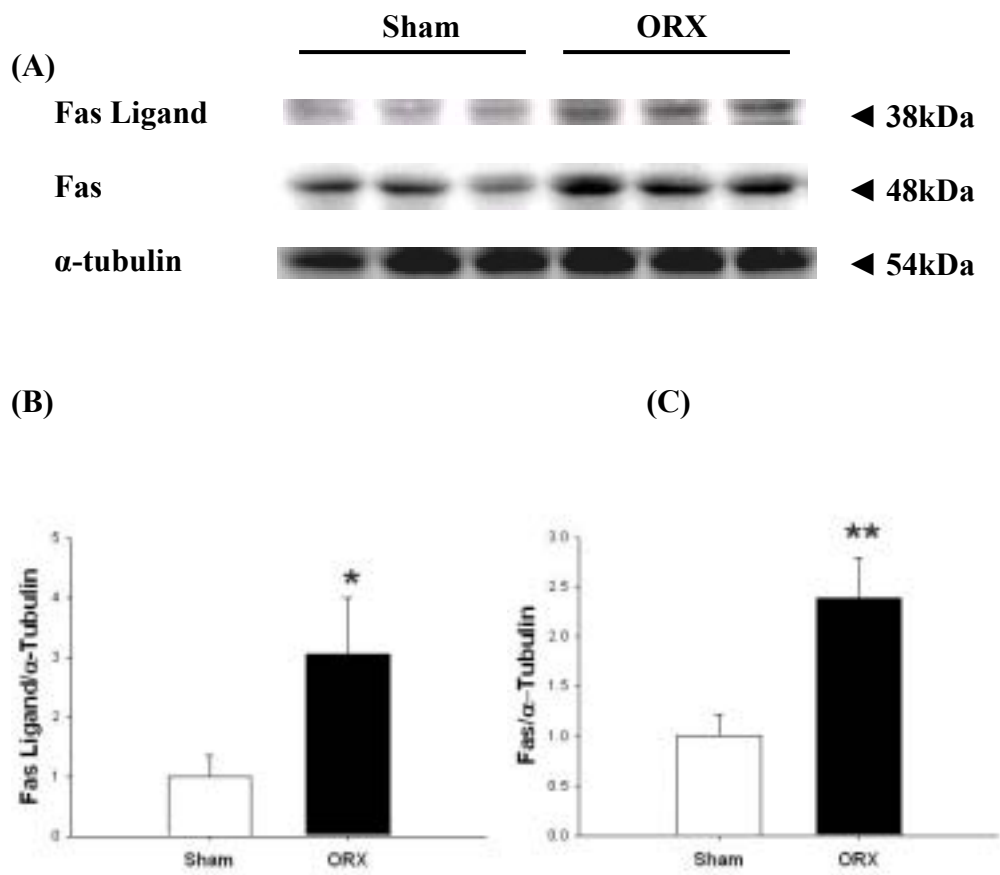 Sham ORX
(A)
Fas Ligand ◄ 38kDa
Fas ◄ 48kDa
α-tubulin ◄ 54kDa
(B) (C)
Fas Ligand/α-Tubulin
5
4
3
2
1
0
*
Sham ORX
Fas/α-Tubulin
3.0
2.5
2.0
1.5
1.0
0.5
0.0
**
Sham ORX